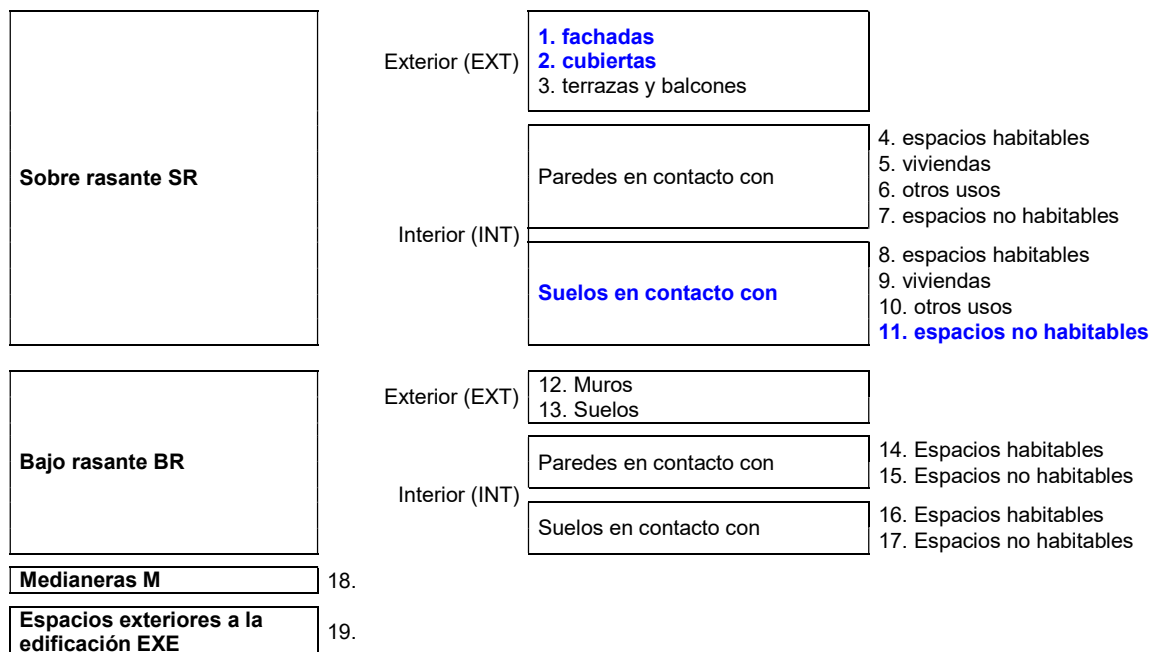 Sobre rasante SR
Exterior (EXT)
1. fachadas
2. cubiertas
3. terrazas y balcones
Interior (INT)
Paredes en contacto con
4. espacios habitables
5. viviendas
6. otros usos
7. espacios no habitables
Suelos en contacto con
8. espacios habitables
9. viviendas
10. otros usos
11. espacios no habitables
Bajo rasante BR
Exterior (EXT)
12. Muros
13. Suelos
Interior (INT)
Paredes en contacto con
14. Espacios habitables
15. Espacios no habitables
Suelos en contacto con
16. Espacios habitables
17. Espacios no habitables
Medianeras M
18.
Espacios exteriores a la
edificación EXE
19.